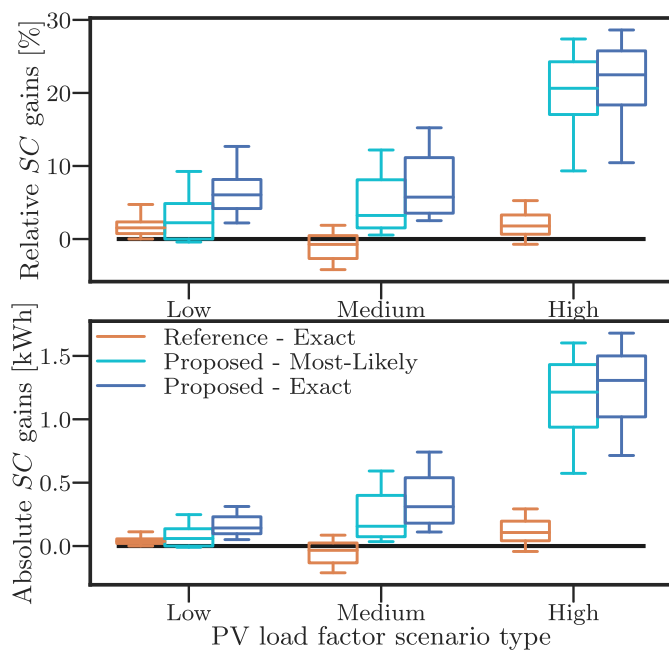 Relative SC gains [%]
30
20
10
0
Low Medium High
Absolute SC gains [kWh]
1.5
1.0
0.5
0.0
Reference - Exact
Proposed - Most-Likely
Proposed - Exact
Low Medium High
PV load factor scenario type